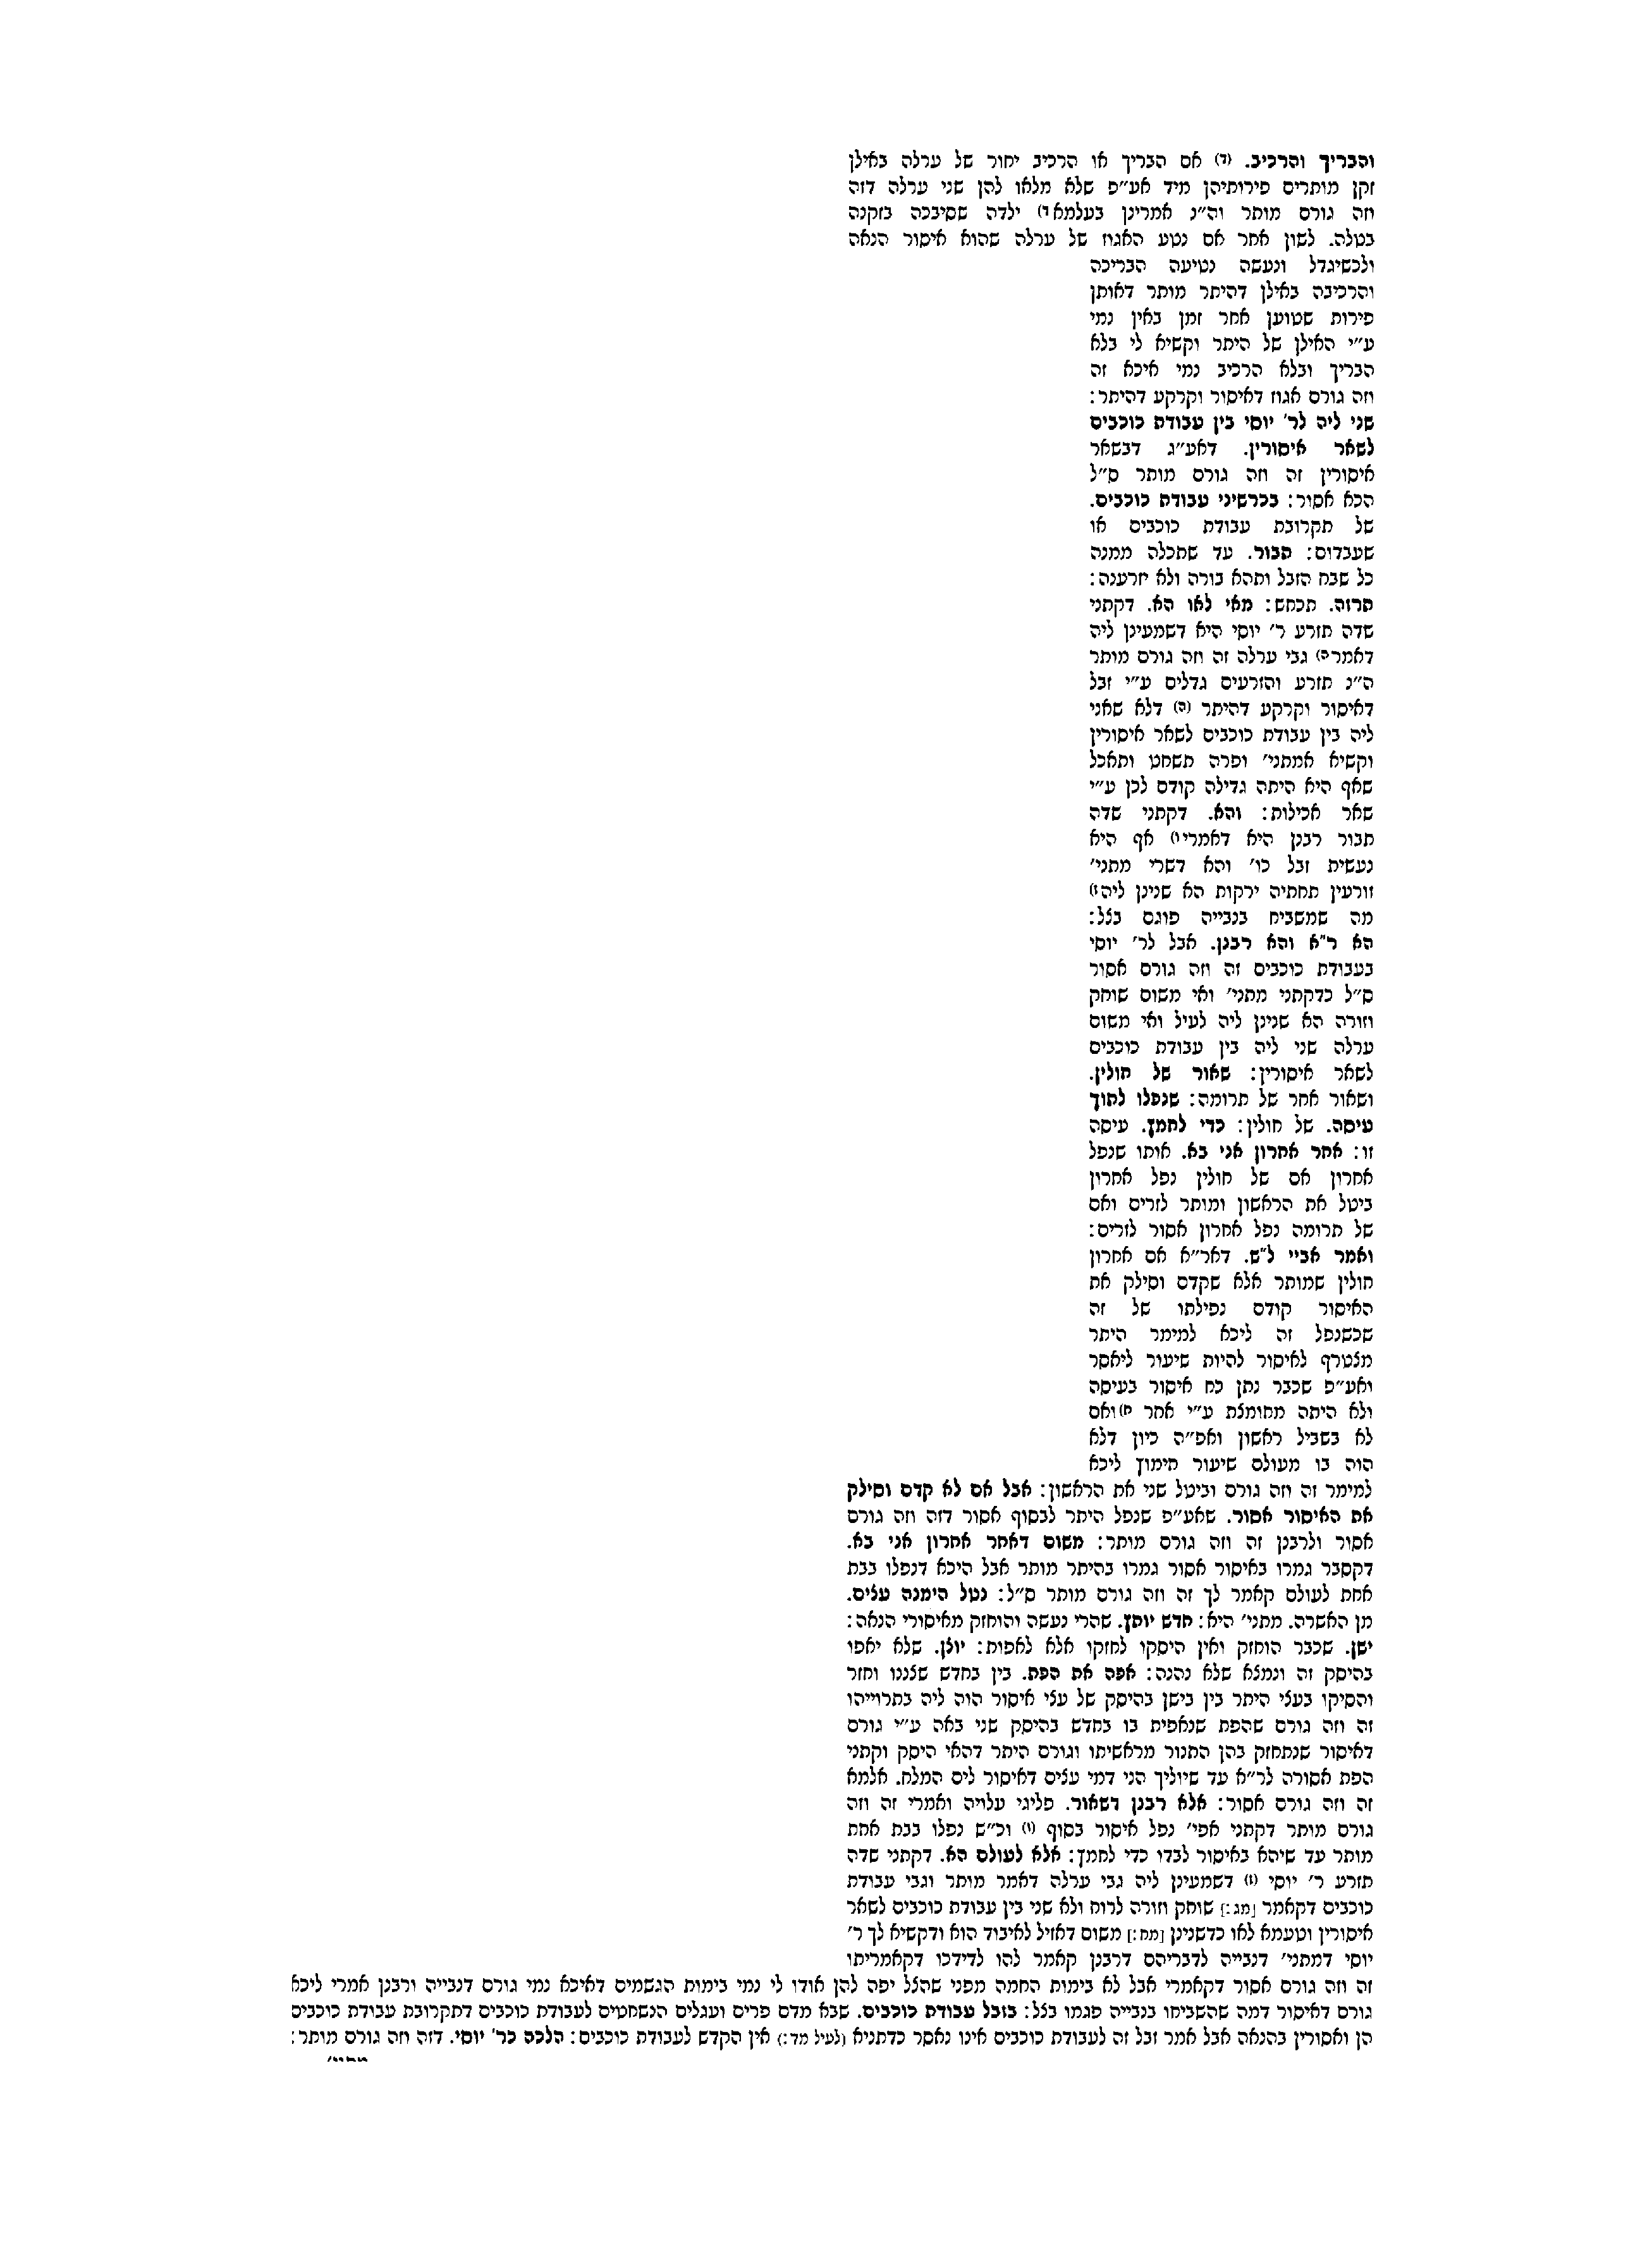 והבריך והרכיב. (ד) אם הבריך או הרכיב יחור של ערלה באילן
זקן מותרים פירותיהן מיד אע״פ שלא מלאו להן שני ערלה דזה
וזה גורם מותר וה״נ אמרינן בעלמא ד) ילדה שסיבכה בזקנה
בטלה. לשון אחר אם נטע האגוז של ערלה שהוא איסור הנאה
ולכשיגדל ונעשה נטיעה הבריכה
והרכיבה באילן דהיתר מותר דאותן
פירות שטוען אחר זמן באין נמי
ע״י האילן של היתר וקשיא לי בלא
הבריך ובלא הרכיב נמי איכא זה
וזה גורם אגוז דאיסור וקרקע דהיתר:
שני ליה לר׳ יוסי בין עבודת כוכבים
לשאר איסורין. דאע״ג דבשאר
איסורין זה וזה גורם מותר ס״ל
הכא אסור: בכרשיני עבודת כוכבים.
של תקרובת עבודת כוכבים או
שעבדום: תבור. עד שתכלה ממנה
כל שבח הזבל ותהא בורה ולא יזרענה:
תרזה. תכחש: מאי לאו הא. דקתני
שדה תזרע ר׳ יוסי היא דשמעינן ליה
דאמר ה) גבי ערלה זה וזה גורם מותר
ה״נ תזרע והזרעים גדלים ע״י זבל
דאיסור וקרקע דהיתר (ה) דלא שאני
ליה בין עבודת כוכבים לשאר איסורין
וקשיא אמתני׳ ופרה תשחט ותאכל
שאף היא היתה גדילה קודם לכן ע״י
שאר אכילות: והא. דקתני שדה
תבור רבנן היא דאמרי ו) אף היא
נעשית זבל כו׳ והא דשרי מתני׳
זורעין תחתיה ירקות הא שנינן ליה ז)
מה שמשביח בנבייה פוגם בצל:
הא ר״א והא רבנן. אבל לר׳ יוסי
בעבודת כוכבים זה וזה גורם אסור
ס״ל כדקתני מתני׳ ואי משום שוחק
וזורה הא שנינן ליה לעיל ואי משום
ערלה שני ליה בין עבודת כוכבים
לשאר איסורין: שאור של חולין.
ושאור אחר של תרומה: שנפלו לתוך
עיסה. של חולין: כדי לחמץ. עיסה
זו: אחר אחרון אני בא. אותו שנפל
אחרון אם של חולין נפל אחרון
ביטל את הראשון ומותר לזרים ואם
של תרומה נפל אחרון אסור לזרים:
ואמר אביי ל״ש. דאר״א אם אחרון
חולין שמותר אלא שקדם וסילק את
האיסור קודם נפילתו של זה
שכשנפל זה ליכא למימר היתר
מצטרף לאיסור להיות שיעור ליאסר
ואע״פ שכבר נתן כח איסור בעיסה
ולא היתה מחומצת ע״י אחר ח) ואם
לא בשביל ראשון ואפ״ה כיון דלא
הוה בו מעולם שיעור חימוץ ליכא
למימר זה וזה גורם וביטל שני את הראשון: אבל אם לא קדם וסילק
את האיסור אסור. שאע״פ שנפל היתר לבסוף אסור דזה וזה גורם
אסור ולרבנן זה וזה גורם מותר: משום דאחר אחרון אני בא.
דקסבר גמרו באיסור אסור גמרו בהיתר מותר אבל היכא דנפלו בבת
אחת לעולם קאמר לך זה וזה גורם מותר ס״ל: נטל הימנה עצים.
מן האשרה. מתני׳ היא: חדש יותץ. שהרי נעשה והוחזק מאיסורי הנאה:
ישן. שכבר הוחזק ואין היסקו לחזקו אלא לאפות: יוצן. שלא יאפו
בהיסק זה ונמצא שלא נהנה: אפה את הפת. בין בחדש שצננו וחזר
והסיקו בעצי היתר בין בישן בהיסק של עצי איסור הוה ליה בתרוייהו
זה וזה גורם שהפת שנאפית בו בחדש בהיסק שני באה ע״י גורם
דאיסור שנתחזק בהן התנור מראשיתו וגורם היתר דהאי היסק וקתני
הפת אסורה לר״א עד שיוליך הני דמי עצים דאיסור לים המלח. אלמא
זה וזה גורם אסור: אלא רבנן דשאור. פליגי עלויה ואמרי זה וזה
גורם מותר דקתני אפי׳ נפל איסור בסוף (ו) וכ״ש נפלו בבת אחת
מותר עד שיהא באיסור לבדו כדי לחמץ: אלא לעולם הא. דקתני שדה
תזרע ר׳ יוסי (ז) דשמעינן ליה גבי ערלה דאמר מותר וגבי עבודת
כוכבים דקאמר [מג:] שוחק וזורה לרוח ולא שני בין עבודת כוכבים לשאר
איסורין וטעמא לאו כדשנינן [מח:] משום דאזיל לאיבוד הוא ודקשיא לך ר׳
יוסי דמתני׳ דנבייה לדבריהם דרבנן קאמר להו לדידכו דקאמריתו
זה וזה גורם אסור דקאמרי אבל לא בימות החמה מפני שהצל יפה להן אודו לי נמי בימות הגשמים דאיכא נמי גורם דנבייה ורבנן אמרי ליכא
גורם דאיסור דמה שהשביחו בנבייה פגמו בצל: בזבל עבודת כוכבים. שבא מדם פרים ועגלים הנשחטים לעבודת כוכבים דתקרובת עבודת כוכבים
הן ואסורין בהנאה אבל אמר זבל זה לעבודת כוכבים אינו נאסר כדתניא (לעיל מד:) אין הקדש לעבודת כוכבים: הלכה כר׳ יוסי. דזה וזה גורם מותר: